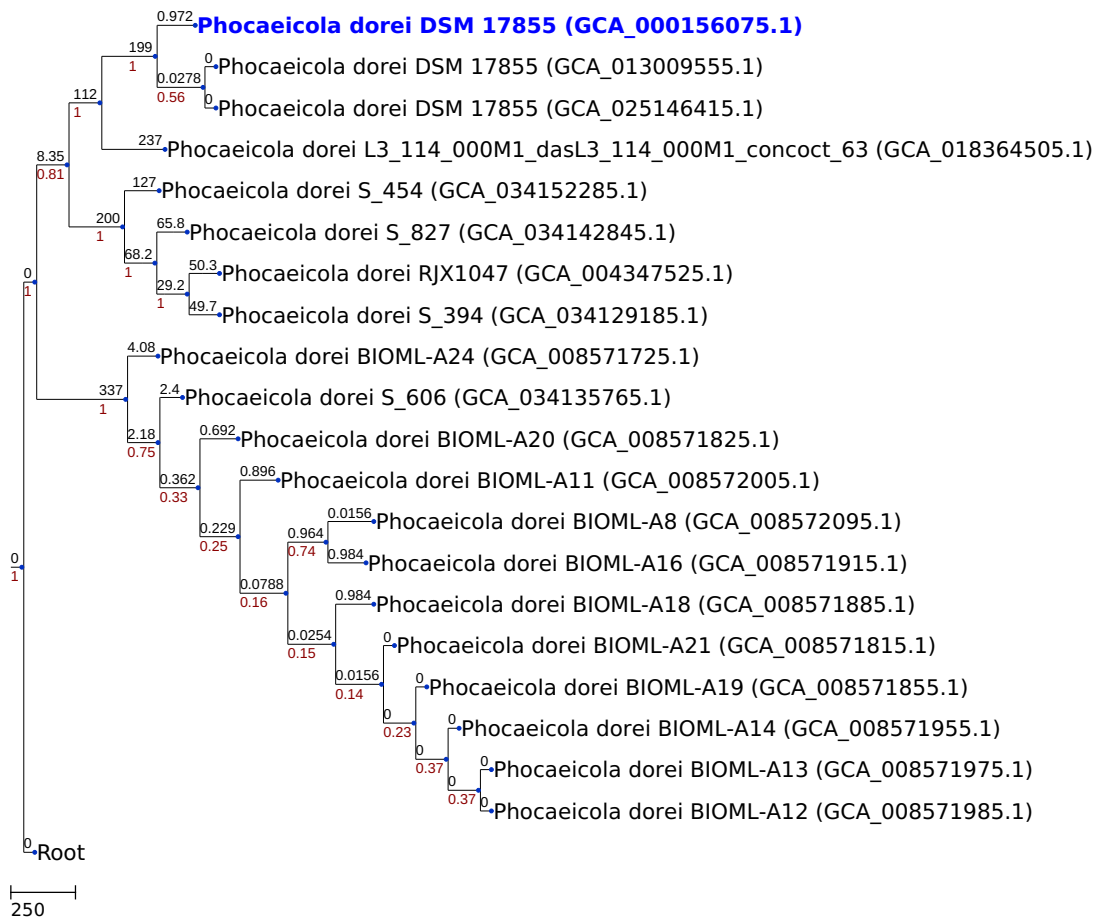 0.972
Phocaeicola dorei DSM 17855 (GCA_000156075.1)
199
1
0
Phocaeicola dorei DSM 17855 (GCA_013009555.1)
0.0278
0.56
112
1
0
Phocaeicola dorei DSM 17855 (GCA_025146415.1)
237
Phocaeicola dorei L3_114_000M1_dasL3_114_000M1_concoct_63 (GCA_018364505.1)
8.35
0.81
127
Phocaeicola dorei S_454 (GCA_034152285.1)
200
1
65.8
Phocaeicola dorei S_827 (GCA_034142845.1)
68.2
1
50.3
Phocaeicola dorei RJX1047 (GCA_004347525.1)
0
1
29.2
1
49.7
Phocaeicola dorei S_394 (GCA_034129185.1)
4.08
Phocaeicola dorei BIOML-A24 (GCA_008571725.1)
337
1
2.4
Phocaeicola dorei S_606 (GCA_034135765.1)
2.18
0.75
0.692
Phocaeicola dorei BIOML-A20 (GCA_008571825.1)
0.362
0.33
0.896
Phocaeicola dorei BIOML-A11 (GCA_008572005.1)
0.229
0.25
0.0156
Phocaeicola dorei BIOML-A8 (GCA_008572095.1)
0.964
0.74
0.984
Phocaeicola dorei BIOML-A16 (GCA_008571915.1)
0
1
0.0788
0.16
0.984
Phocaeicola dorei BIOML-A18 (GCA_008571885.1)
0.0254
0.15
0
Phocaeicola dorei BIOML-A21 (GCA_008571815.1)
0.0156
0.14
0
Phocaeicola dorei BIOML-A19 (GCA_008571855.1)
0
0.23
0
Phocaeicola dorei BIOML-A14 (GCA_008571955.1)
0
0.37
0
Phocaeicola dorei BIOML-A13 (GCA_008571975.1)
0
0.37
0
Phocaeicola dorei BIOML-A12 (GCA_008571985.1)
0
Root
250